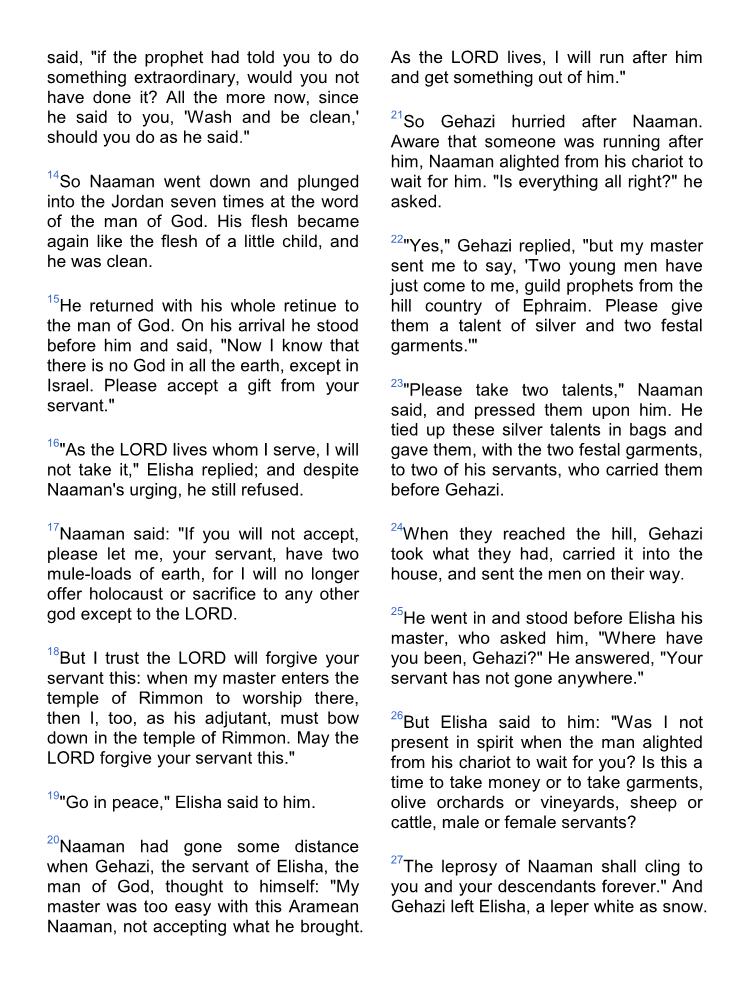 said, "if the prophet had told you to do
something extraordinary, would you not
have done it? All the more now, since
he said to you, 'Wash and be clean,'
should you do as he said."
14So Naaman went down and plunged
into the Jordan seven times at the word
of the man of God. His flesh became
again like the flesh of a little child, and
he was clean.
15He returned with his whole retinue to
the man of God. On his arrival he stood
before him and said, "Now I know that
there is no God in all the earth, except in
Israel. Please accept a gift from your
servant."
16"As the LORD lives whom I serve, I will
not take it," Elisha replied; and despite
Naaman's urging, he still refused.
17Naaman said: "If you will not accept,
please let me, your servant, have two
mule-loads of earth, for I will no longer
offer holocaust or sacrifice to any other
god except to the LORD.
18But I trust the LORD will forgive your
servant this: when my master enters the
temple of Rimmon to worship there,
then I, too, as his adjutant, must bow
down in the temple of Rimmon. May the
LORD forgive your servant this."
19"Go in peace," Elisha said to him.
20Naaman had gone some distance
when Gehazi, the servant of Elisha, the
man of God, thought to himself: "My
master was too easy with this Aramean
Naaman, not accepting what he brought.
As the LORD lives, I will run after him
and get something out of him."
21So Gehazi hurried after Naaman.
Aware that someone was running after
him, Naaman alighted from his chariot to
wait for him. "Is everything all right?" he
asked.
22"Yes," Gehazi replied, "but my master
sent me to say, 'Two young men have
just come to me, guild prophets from the
hill country of Ephraim. Please give
them a talent of silver and two festal
garments.'"
23"Please take two talents," Naaman
said, and pressed them upon him. He
tied up these silver talents in bags and
gave them, with the two festal garments,
to two of his servants, who carried them
before Gehazi.
24When they reached the hill, Gehazi
took what they had, carried it into the
house, and sent the men on their way.
25He went in and stood before Elisha his
master, who asked him, "Where have
you been, Gehazi?" He answered, "Your
servant has not gone anywhere."
26But Elisha said to him: "Was I not
present in spirit when the man alighted
from his chariot to wait for you? Is this a
time to take money or to take garments,
olive orchards or vineyards, sheep or
cattle, male or female servants?
27The leprosy of Naaman shall cling to
you and your descendants forever." And
Gehazi left Elisha, a leper white as snow.